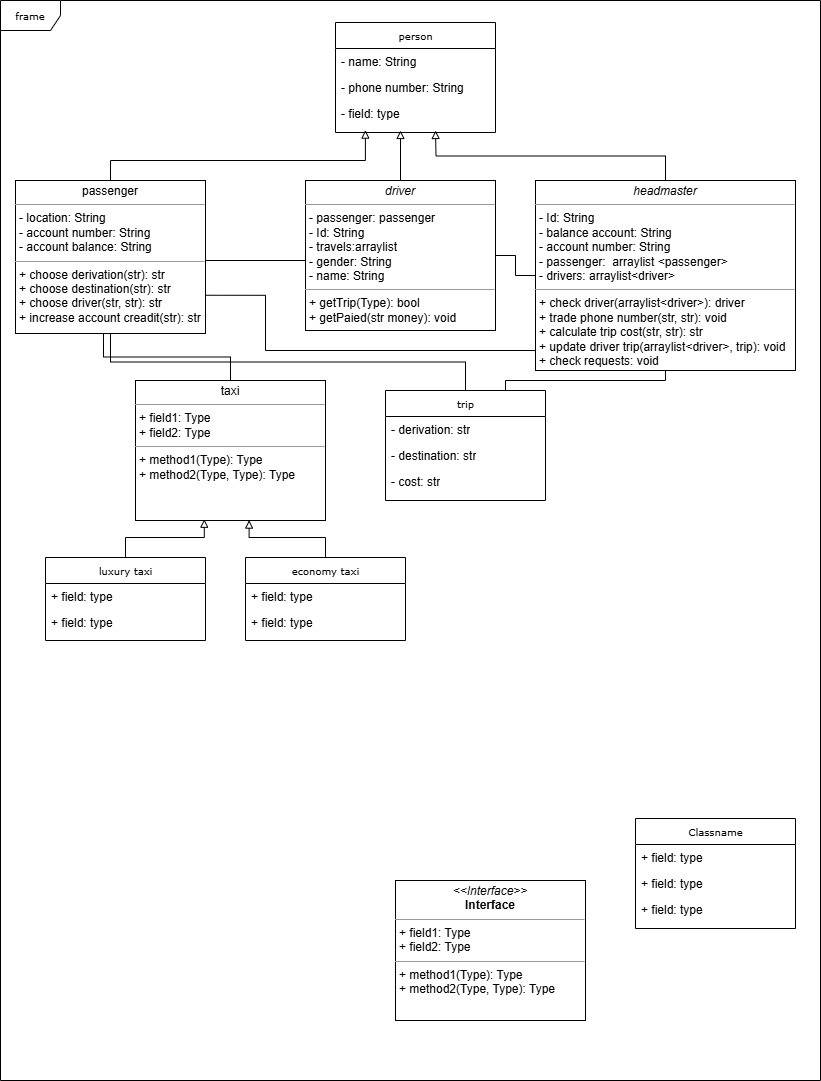 frame
person
- name: String
- phone number: String
- field: type
passenger
- location: String
- account number: String
- account balance: String
+ choose derivation(str): str
+ choose destination(str): str
+ choose driver(str, str): str
+ increase account creadit(str): str
driver
- passenger: passenger
- Id: String
- travels:arraylist
- gender: String
- name: String
+ getTrip(Type): bool
+ getPaied(str money): void
headmaster
- Id: String
- balance account: String
- account number: String
- passenger:  arraylist <passenger>
- drivers: arraylist<driver>
+ check driver(arraylist<driver>): driver
+ trade phone number(str, str): void
+ calculate trip cost(str, str): str
+ update driver trip(arraylist<driver>, trip): void
+ check requests: void
taxi
+ field1: Type
+ field2: Type
+ method1(Type): Type
+ method2(Type, Type): Type
trip
- derivation: str
- destination: str
- cost: str
luxury taxi
+ field: type
+ field: type
economy taxi
+ field: type
+ field: type
Classname
+ field: type
+ field: type
+ field: type
<<Interface>>
Interface
+ field1: Type
+ field2: Type
+ method1(Type): Type
+ method2(Type, Type): Type